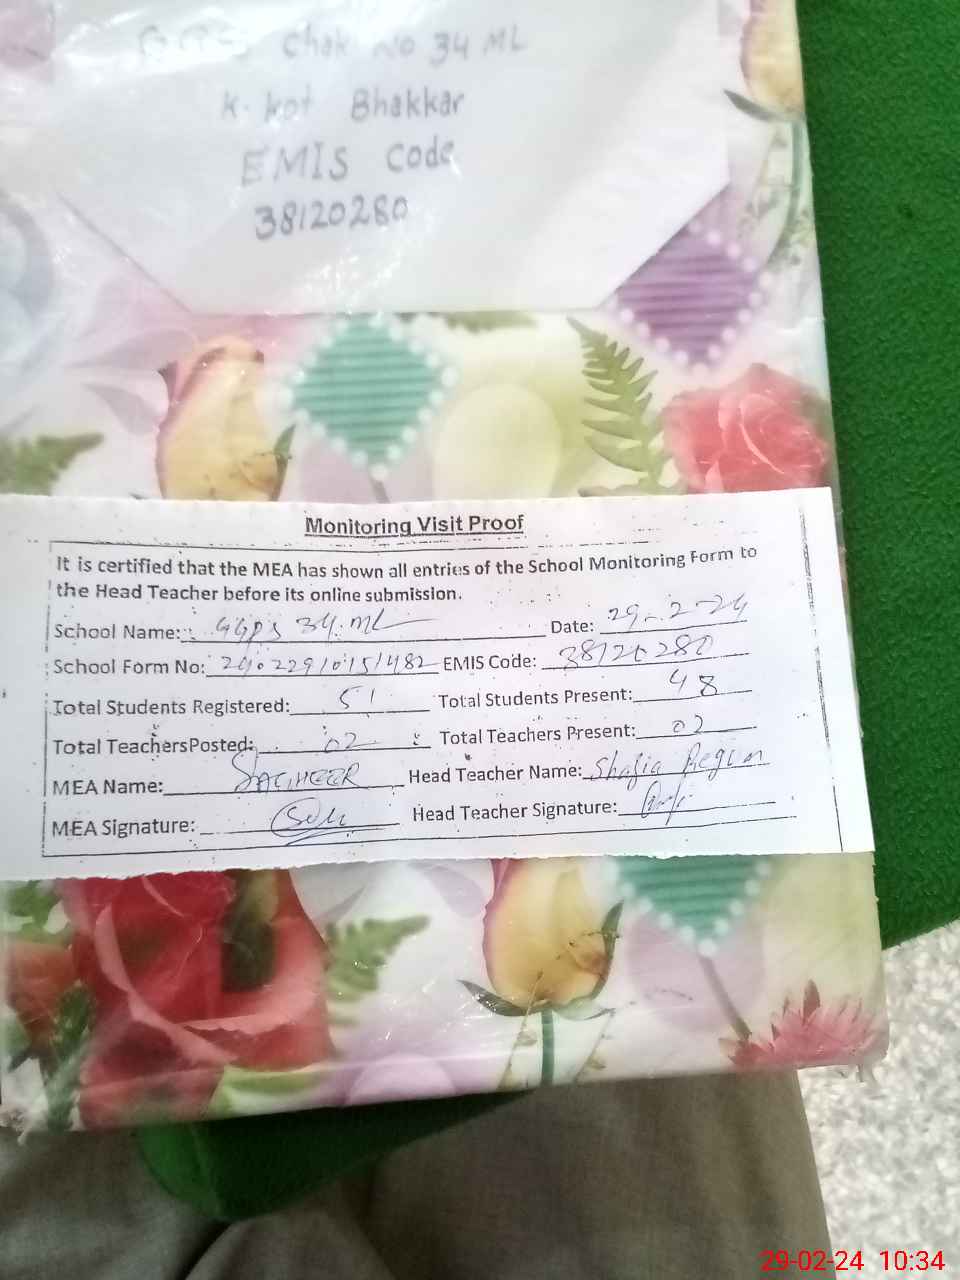 Chak No 34 ML
K. Kot Bhakkar
EMIS Code
38120280
Monitoring Visit Proof
It is certified that the MEA has shown all entries of the School Monitoring Form to
the Head Teacher before its online submission.
School Name: GGPS 34.ML Date: 29-2-24
School Form No: EMIS Code: 38120280
Total Students Registered: 51 Total Students Present: 48
Total Teachers Posted: 02 Total Teachers Present: 02
MEA Name: Head Teacher Name: Shafia Begum
MEA Signature: Head Teacher Signature:
29-02-24 10:34